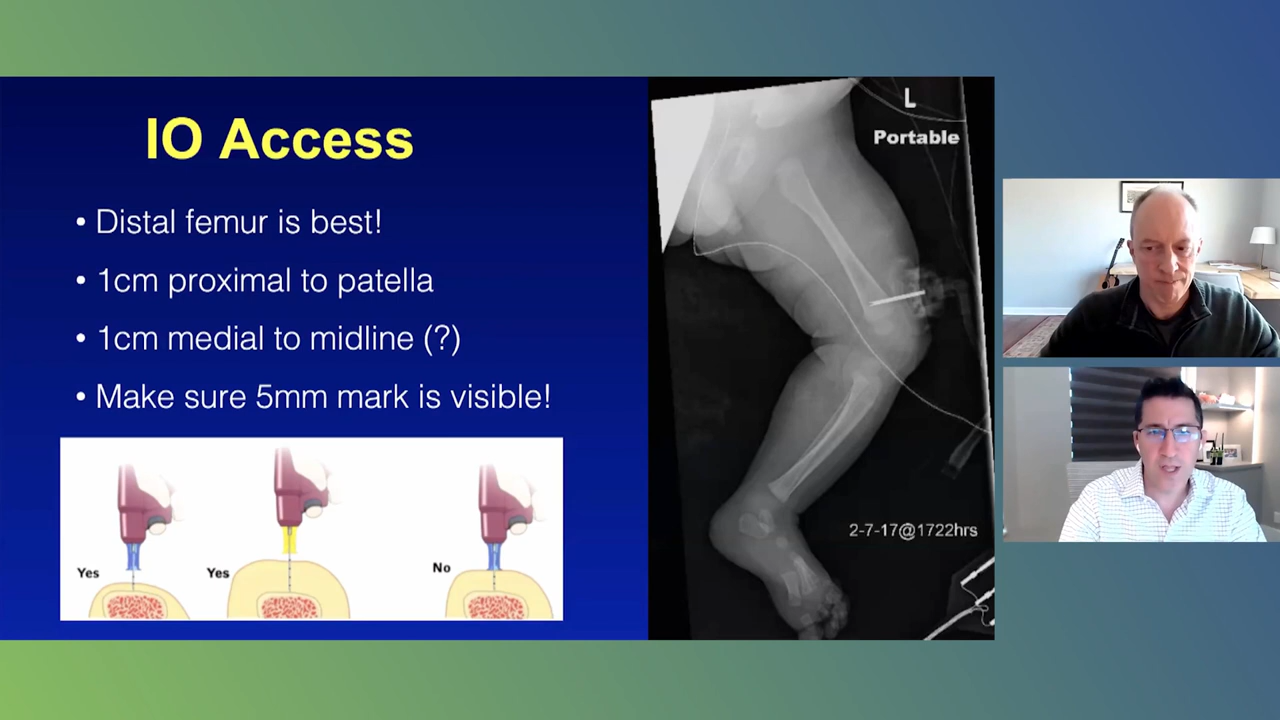 IO Access
• Distal femur is best!
• 1cm proximal to patella
• 1cm medial to midline (?)
• Make sure 5mm mark is visible!
Yes
Yes
No
L
Portable
2-7-17@1722hrs